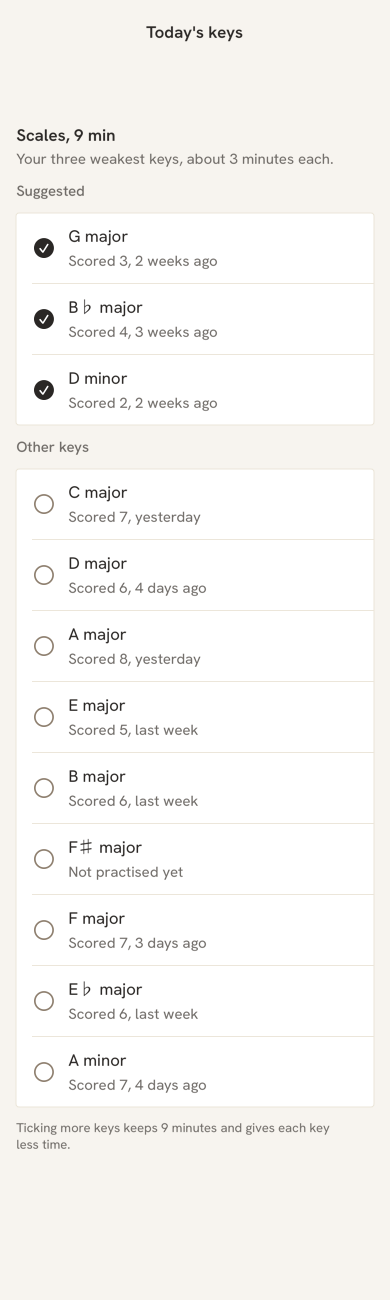 Today's keys
Scales, 9 min
Your three weakest keys, about 3 minutes each.
Suggested
G major
Scored 3, 2 weeks ago
B♭ major
Scored 4, 3 weeks ago
D minor
Scored 2, 2 weeks ago
Other keys
C major
Scored 7, yesterday
D major
Scored 6, 4 days ago
A major
Scored 8, yesterday
E major
Scored 5, last week
B major
Scored 6, last week
F♯ major
Not practised yet
F major
Scored 7, 3 days ago
E♭ major
Scored 6, last week
A minor
Scored 7, 4 days ago
Ticking more keys keeps 9 minutes and gives each key
less time.